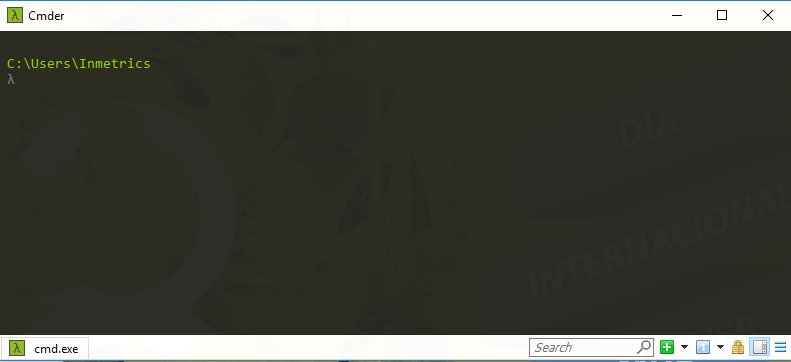 λ Cmder
C:\Users\Inmetrics
λ
DIA
INTERNACIONAL
λ cmd.exe
Search